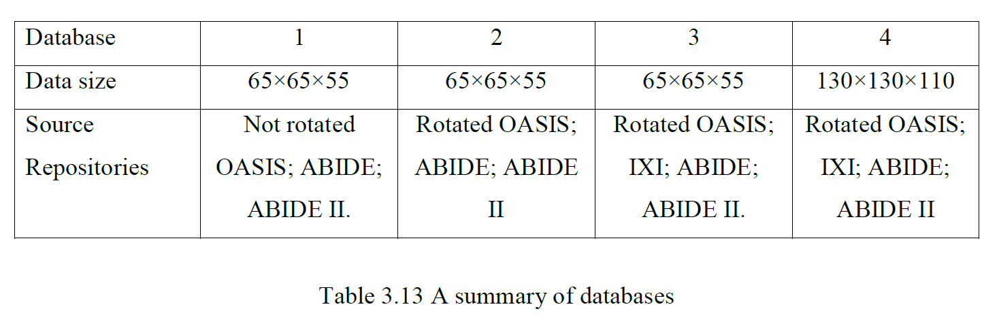 Database 1 2 3 4
Data size 65×65×55 65×65×55 65×65×55 130×130×110
Source Not rotated Rotated OASIS; Rotated OASIS; Rotated OASIS;
Repositories OASIS; ABIDE; ABIDE; ABIDE IXI; ABIDE; IXI; ABIDE;
ABIDE II. II ABIDE II. ABIDE II
Table 3.13 A summary of databases